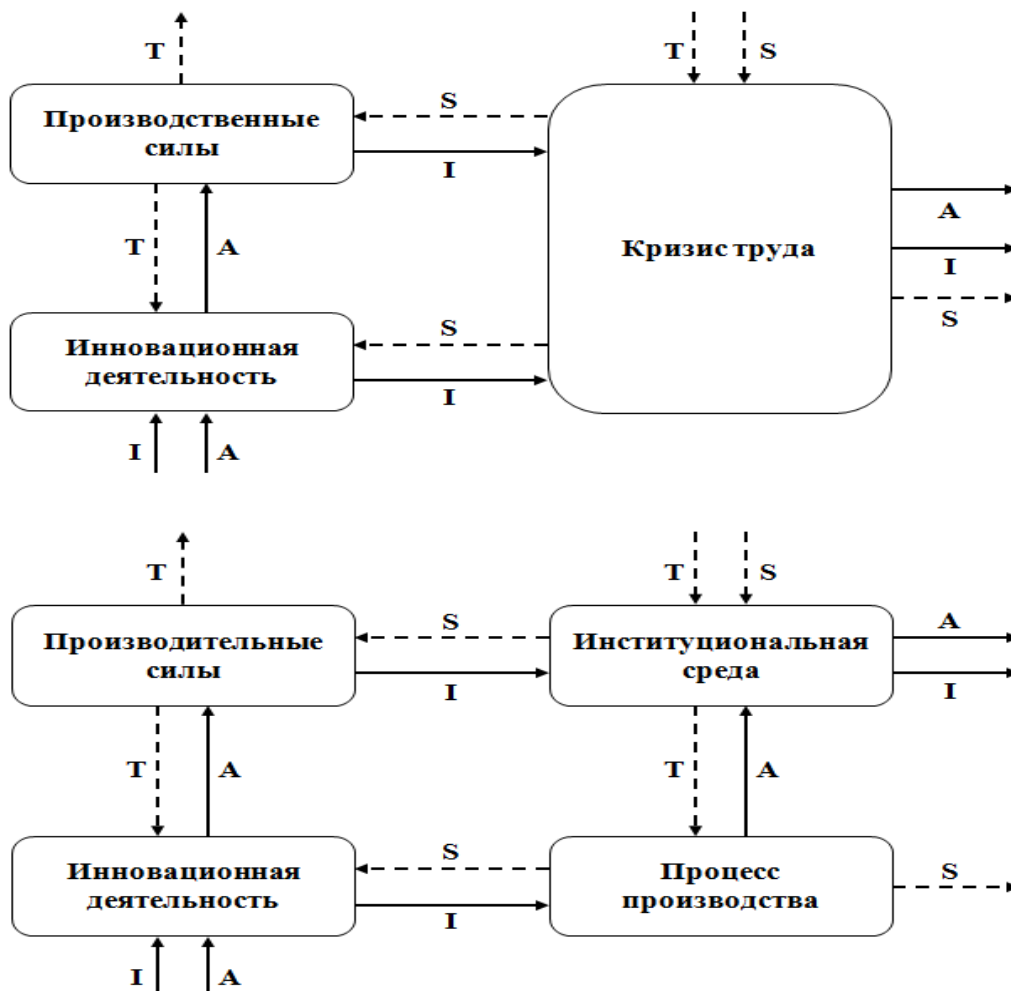 T
T
S
Производственные
силы
S
I
Кризис труда
A
I
S
T
A
Инновационная
деятельность
S
I
I
A
T
T
S
Производительные
силы
S
I
Институциональная
среда
A
I
T
A
T
A
Инновационная
деятельность
S
I
Процесс
производства
S
I
A